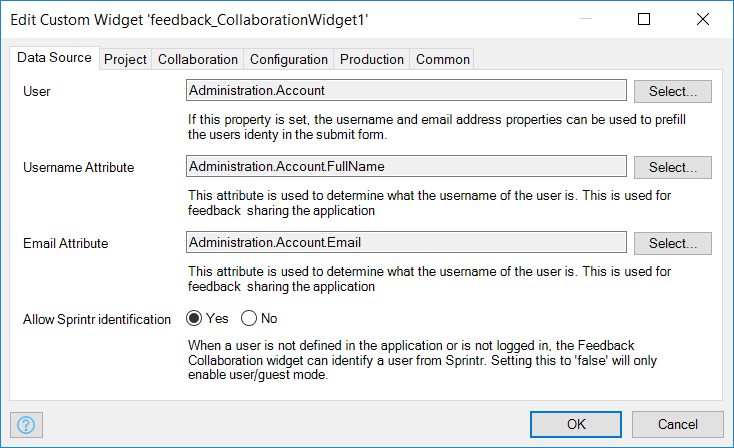 Edit Custom Widget 'feedback_CollaborationWidget1'
Data Source Project Collaboration Configuration Production Common
User Administration.Account Select...
If this property is set, the username and email address properties can be used to prefill
the users identy in the submit form.
Username Attribute Administration.Account.FullName Select...
This attribute is used to determine what the username of the user is. This is used for
feedback sharing the application
Email Attribute Administration.Account.Email Select...
This attribute is used to determine what the username of the user is. This is used for
feedback sharing the application
Allow Sprintr identification Yes No
When a user is not defined in the application or is not logged in, the Feedback
Collaboration widget can identify a user from Sprintr. Setting this to 'false' will only
enable user/guest mode.
? OK Cancel